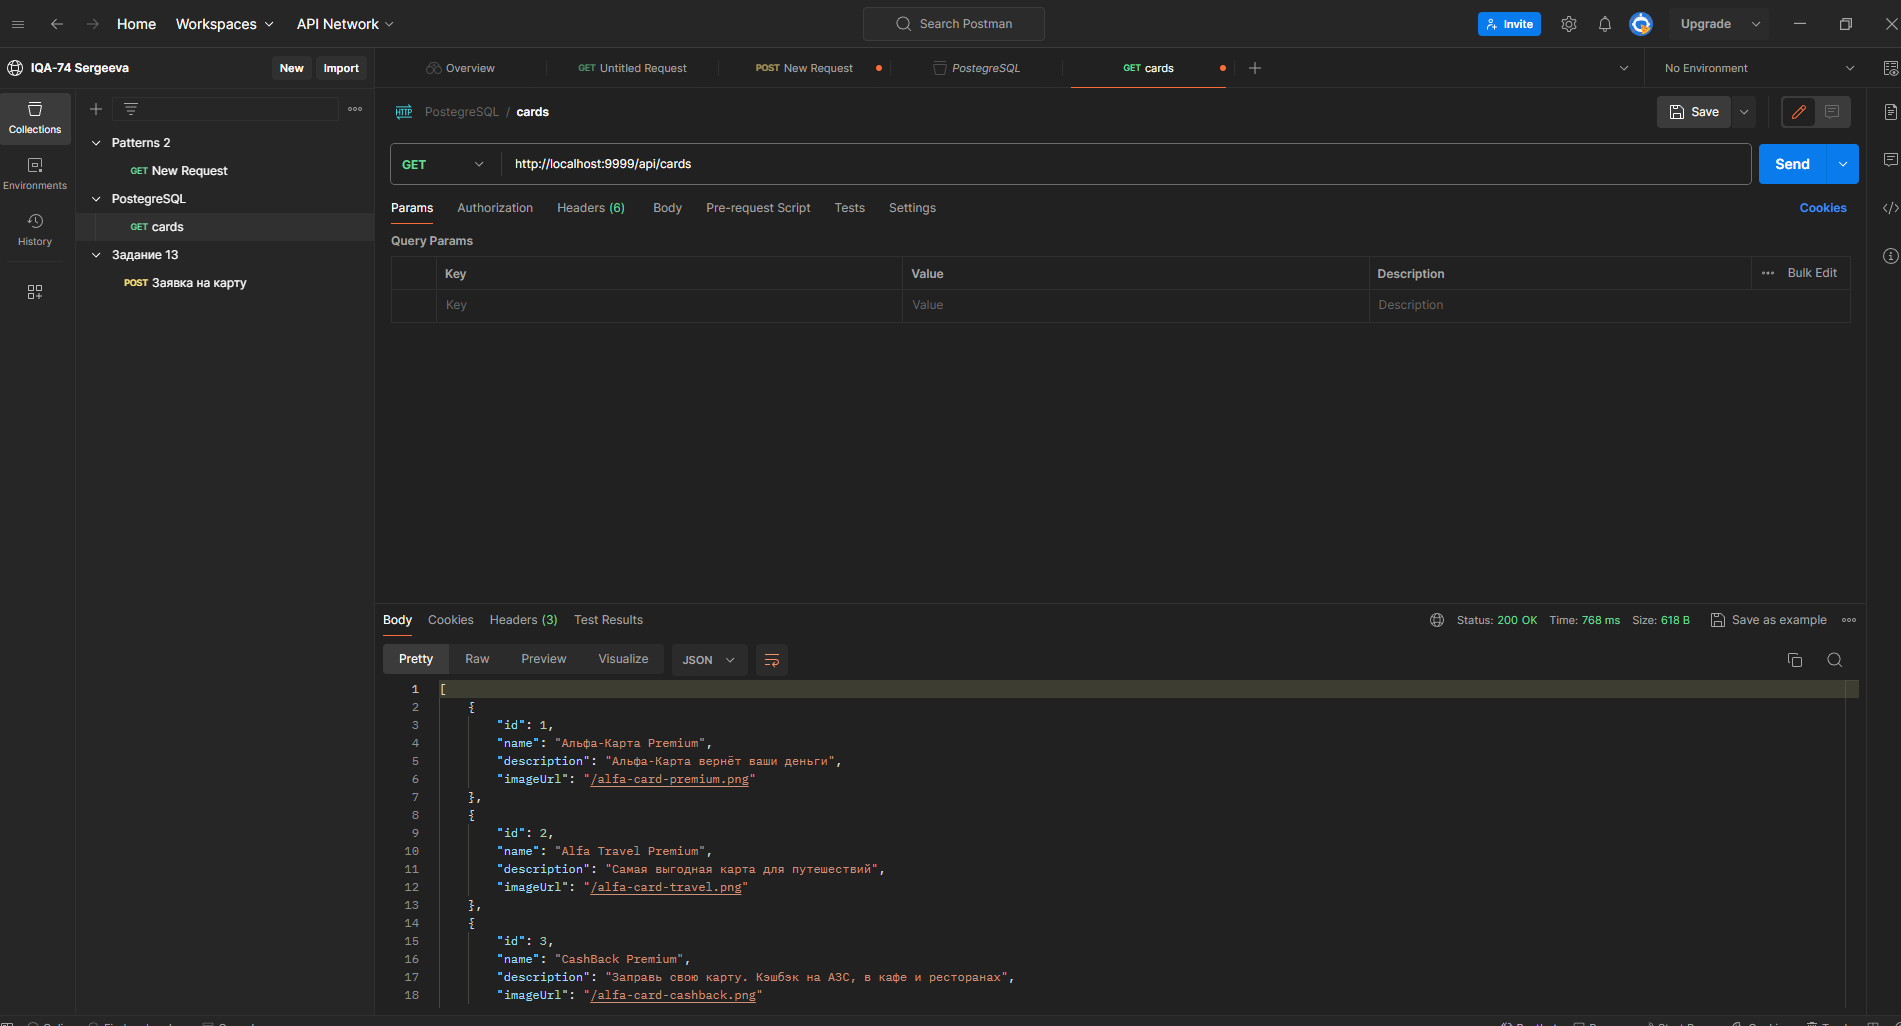 Home Workspaces API Network Search Postman Invite Upgrade
IQA-74 Sergeeva New Import Overview GET Untitled Request POST New Request PostegreSQL GET cards No Environment
Collections
Environments
History
Patterns 2
GET New Request
PostegreSQL
GET cards
Задание 13
POST Заявка на карту
HTTP PostegreSQL / cards Save
GET http://localhost:9999/api/cards Send
Params Authorization Headers (6) Body Pre-request Script Tests Settings Cookies
Query Params
Key Value Description Bulk Edit
Key Value Description
Body Cookies Headers (3) Test Results Status: 200 OK Time: 768 ms Size: 618 B Save as example
Pretty Raw Preview Visualize JSON
1 [
2 {
3 "id": 1,
4 "name": "Альфа-Карта Premium",
5 "description": "Альфа-Карта вернёт ваши деньги",
6 "imageUrl": "/alfa-card-premium.png"
7 },
8 {
9 "id": 2,
10 "name": "Alfa Travel Premium",
11 "description": "Самая выгодная карта для путешествий",
12 "imageUrl": "/alfa-card-travel.png"
13 },
14 {
15 "id": 3,
16 "name": "CashBack Premium",
17 "description": "Заправь свою карту. Кэшбэк на АЗС, в кафе и ресторанах",
18 "imageUrl": "/alfa-card-cashback.png"